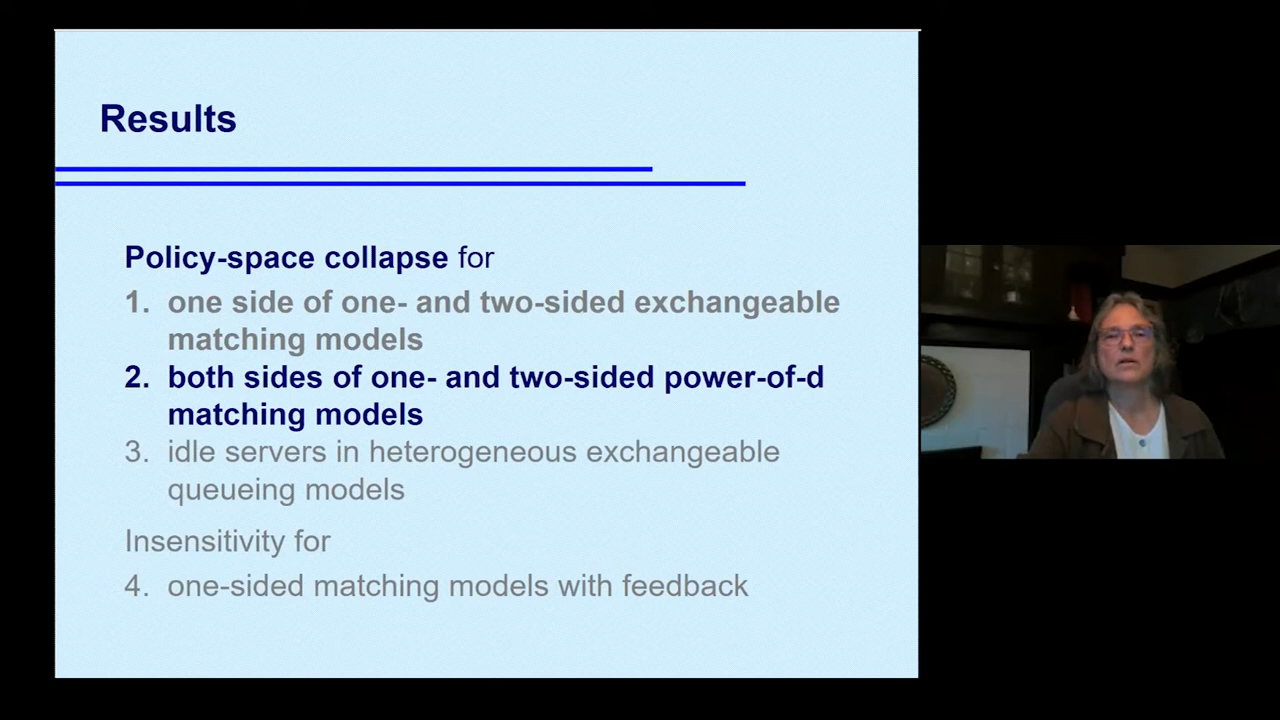 Results
Policy-space collapse for
1. one side of one- and two-sided exchangeable
matching models
2. both sides of one- and two-sided power-of-d
matching models
3. idle servers in heterogeneous exchangeable
queueing models
Insensitivity for
4. one-sided matching models with feedback